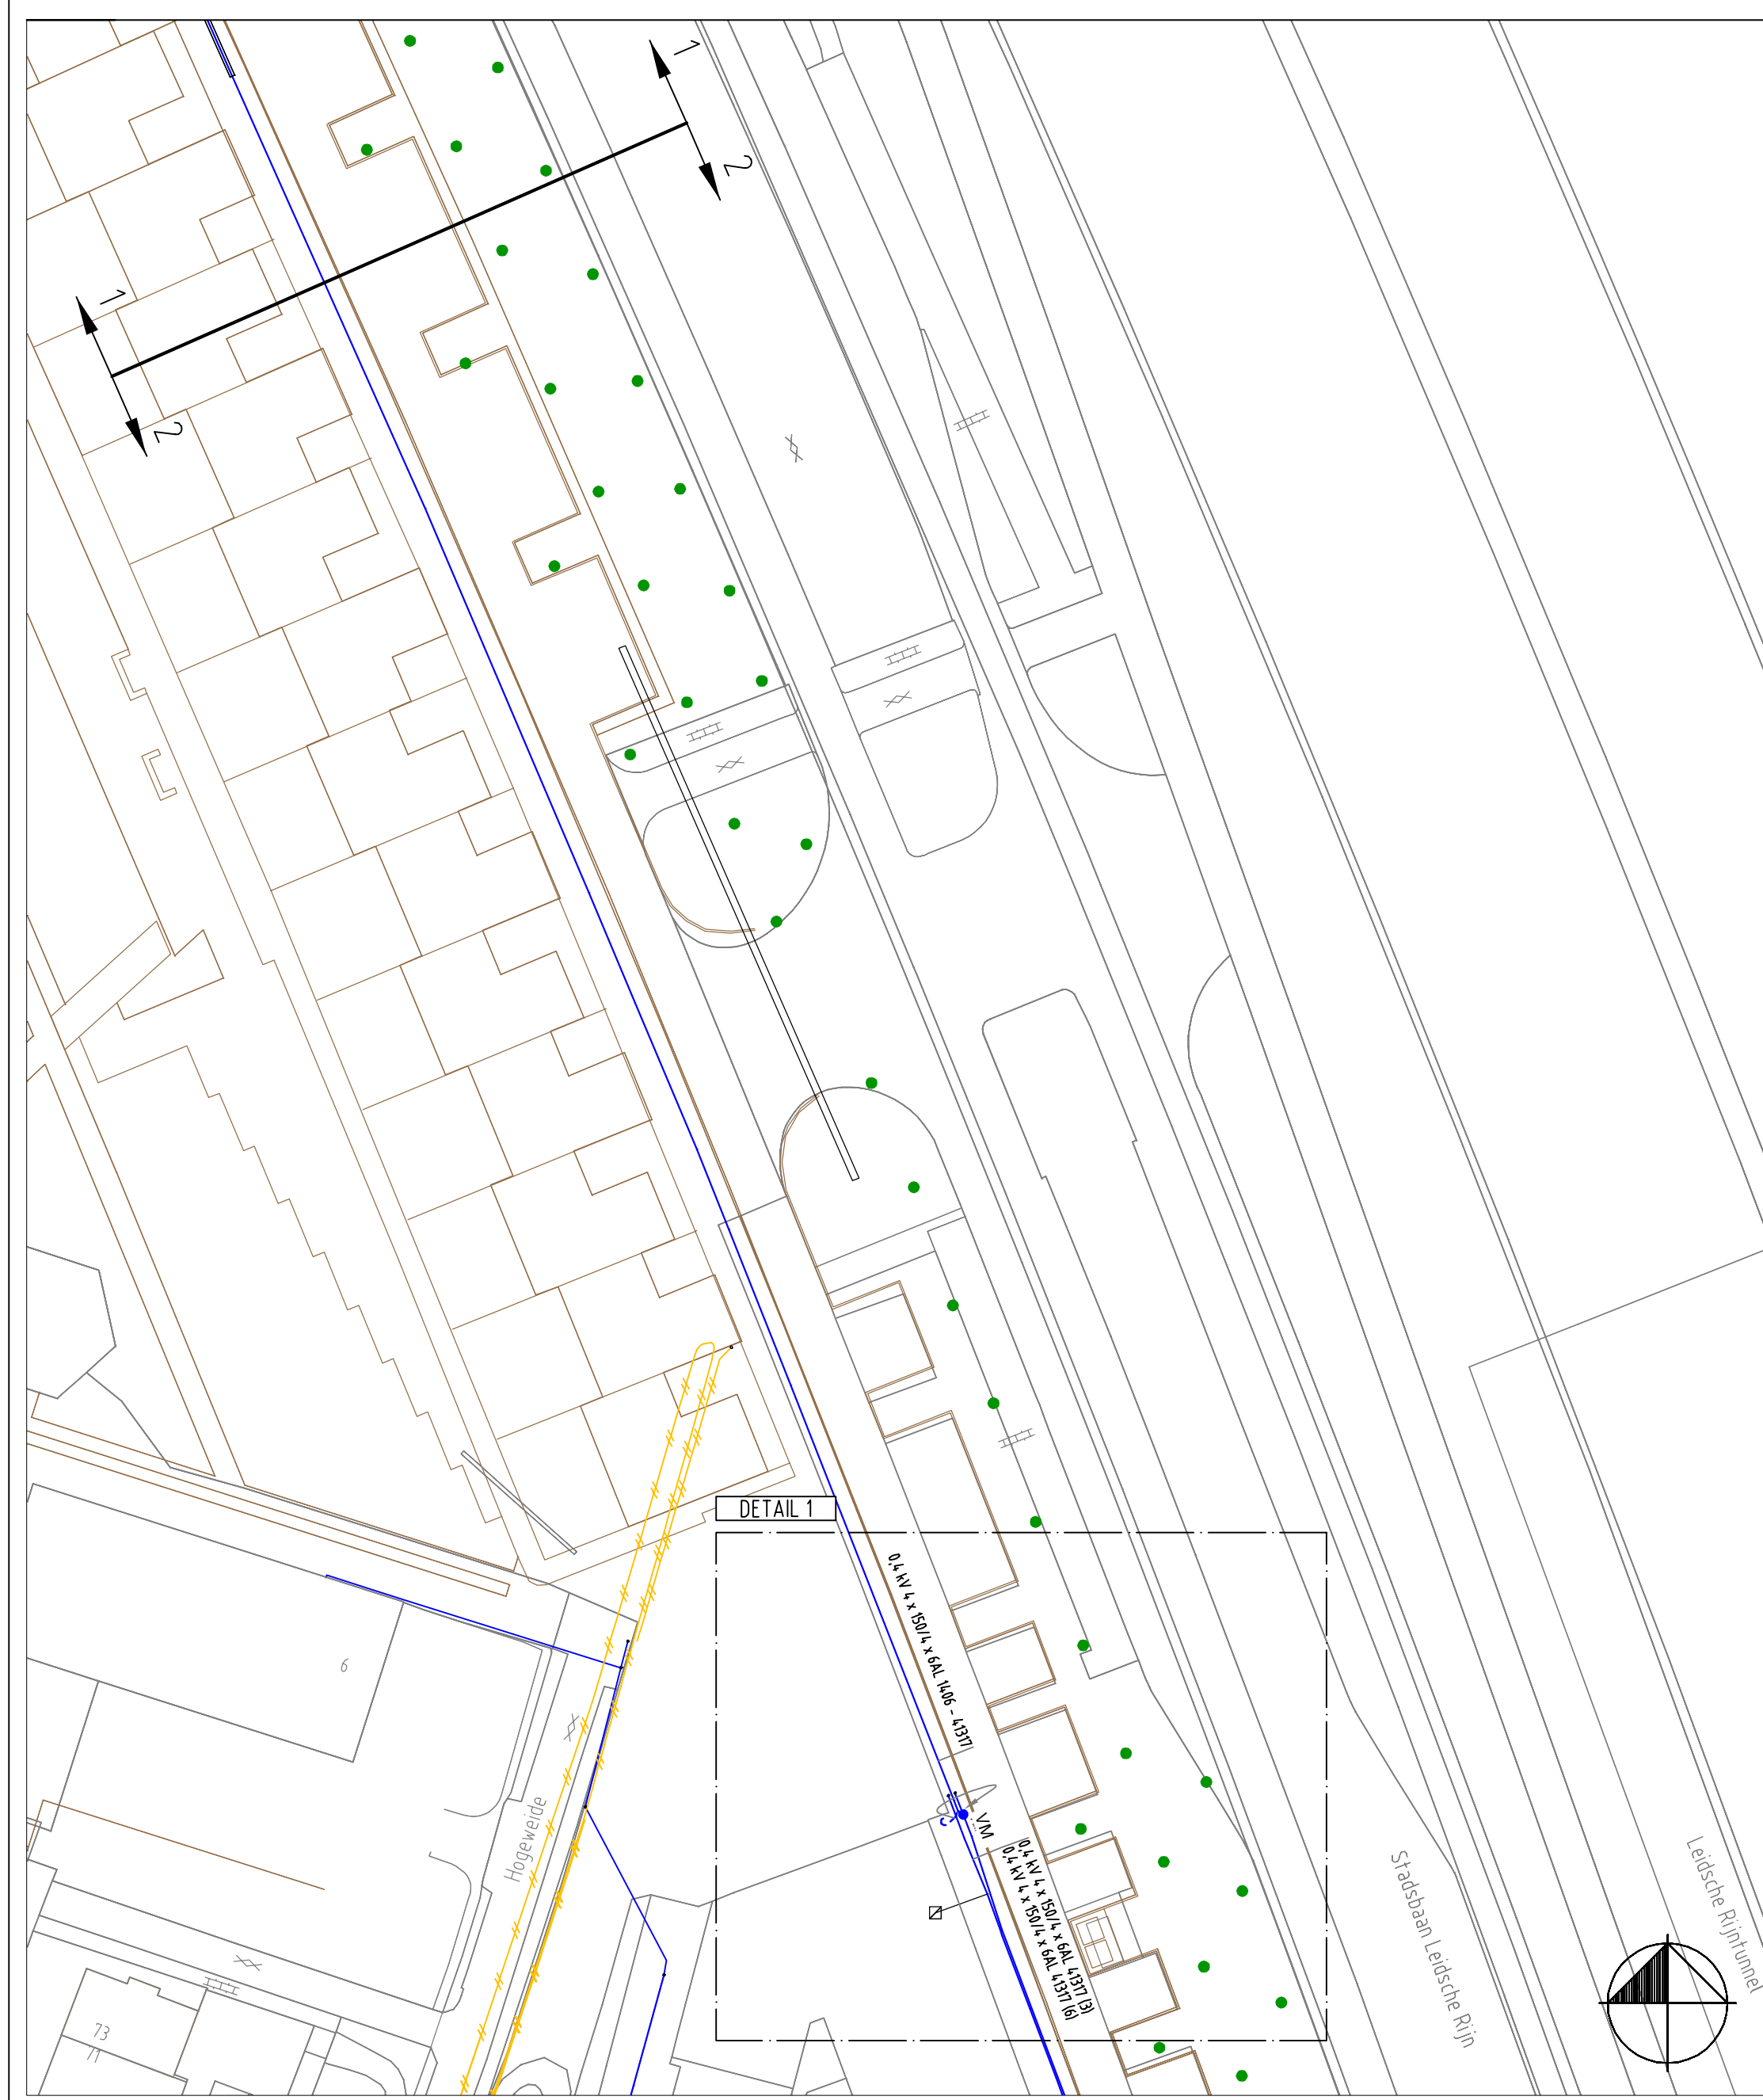 1
2
1
2
DETAIL 1
0,4 kV 4 x 150/4 x 6AL 1406 - 41317
6
VM
0,4 kV 4 x 150/4 x 6AL 41317 (3)
0,4 kV 4 x 150/4 x 6AL 41317 (6)
Hogeweide
Stadsbaan Leidsche Rijn
Leidsche Rijntunnel
73